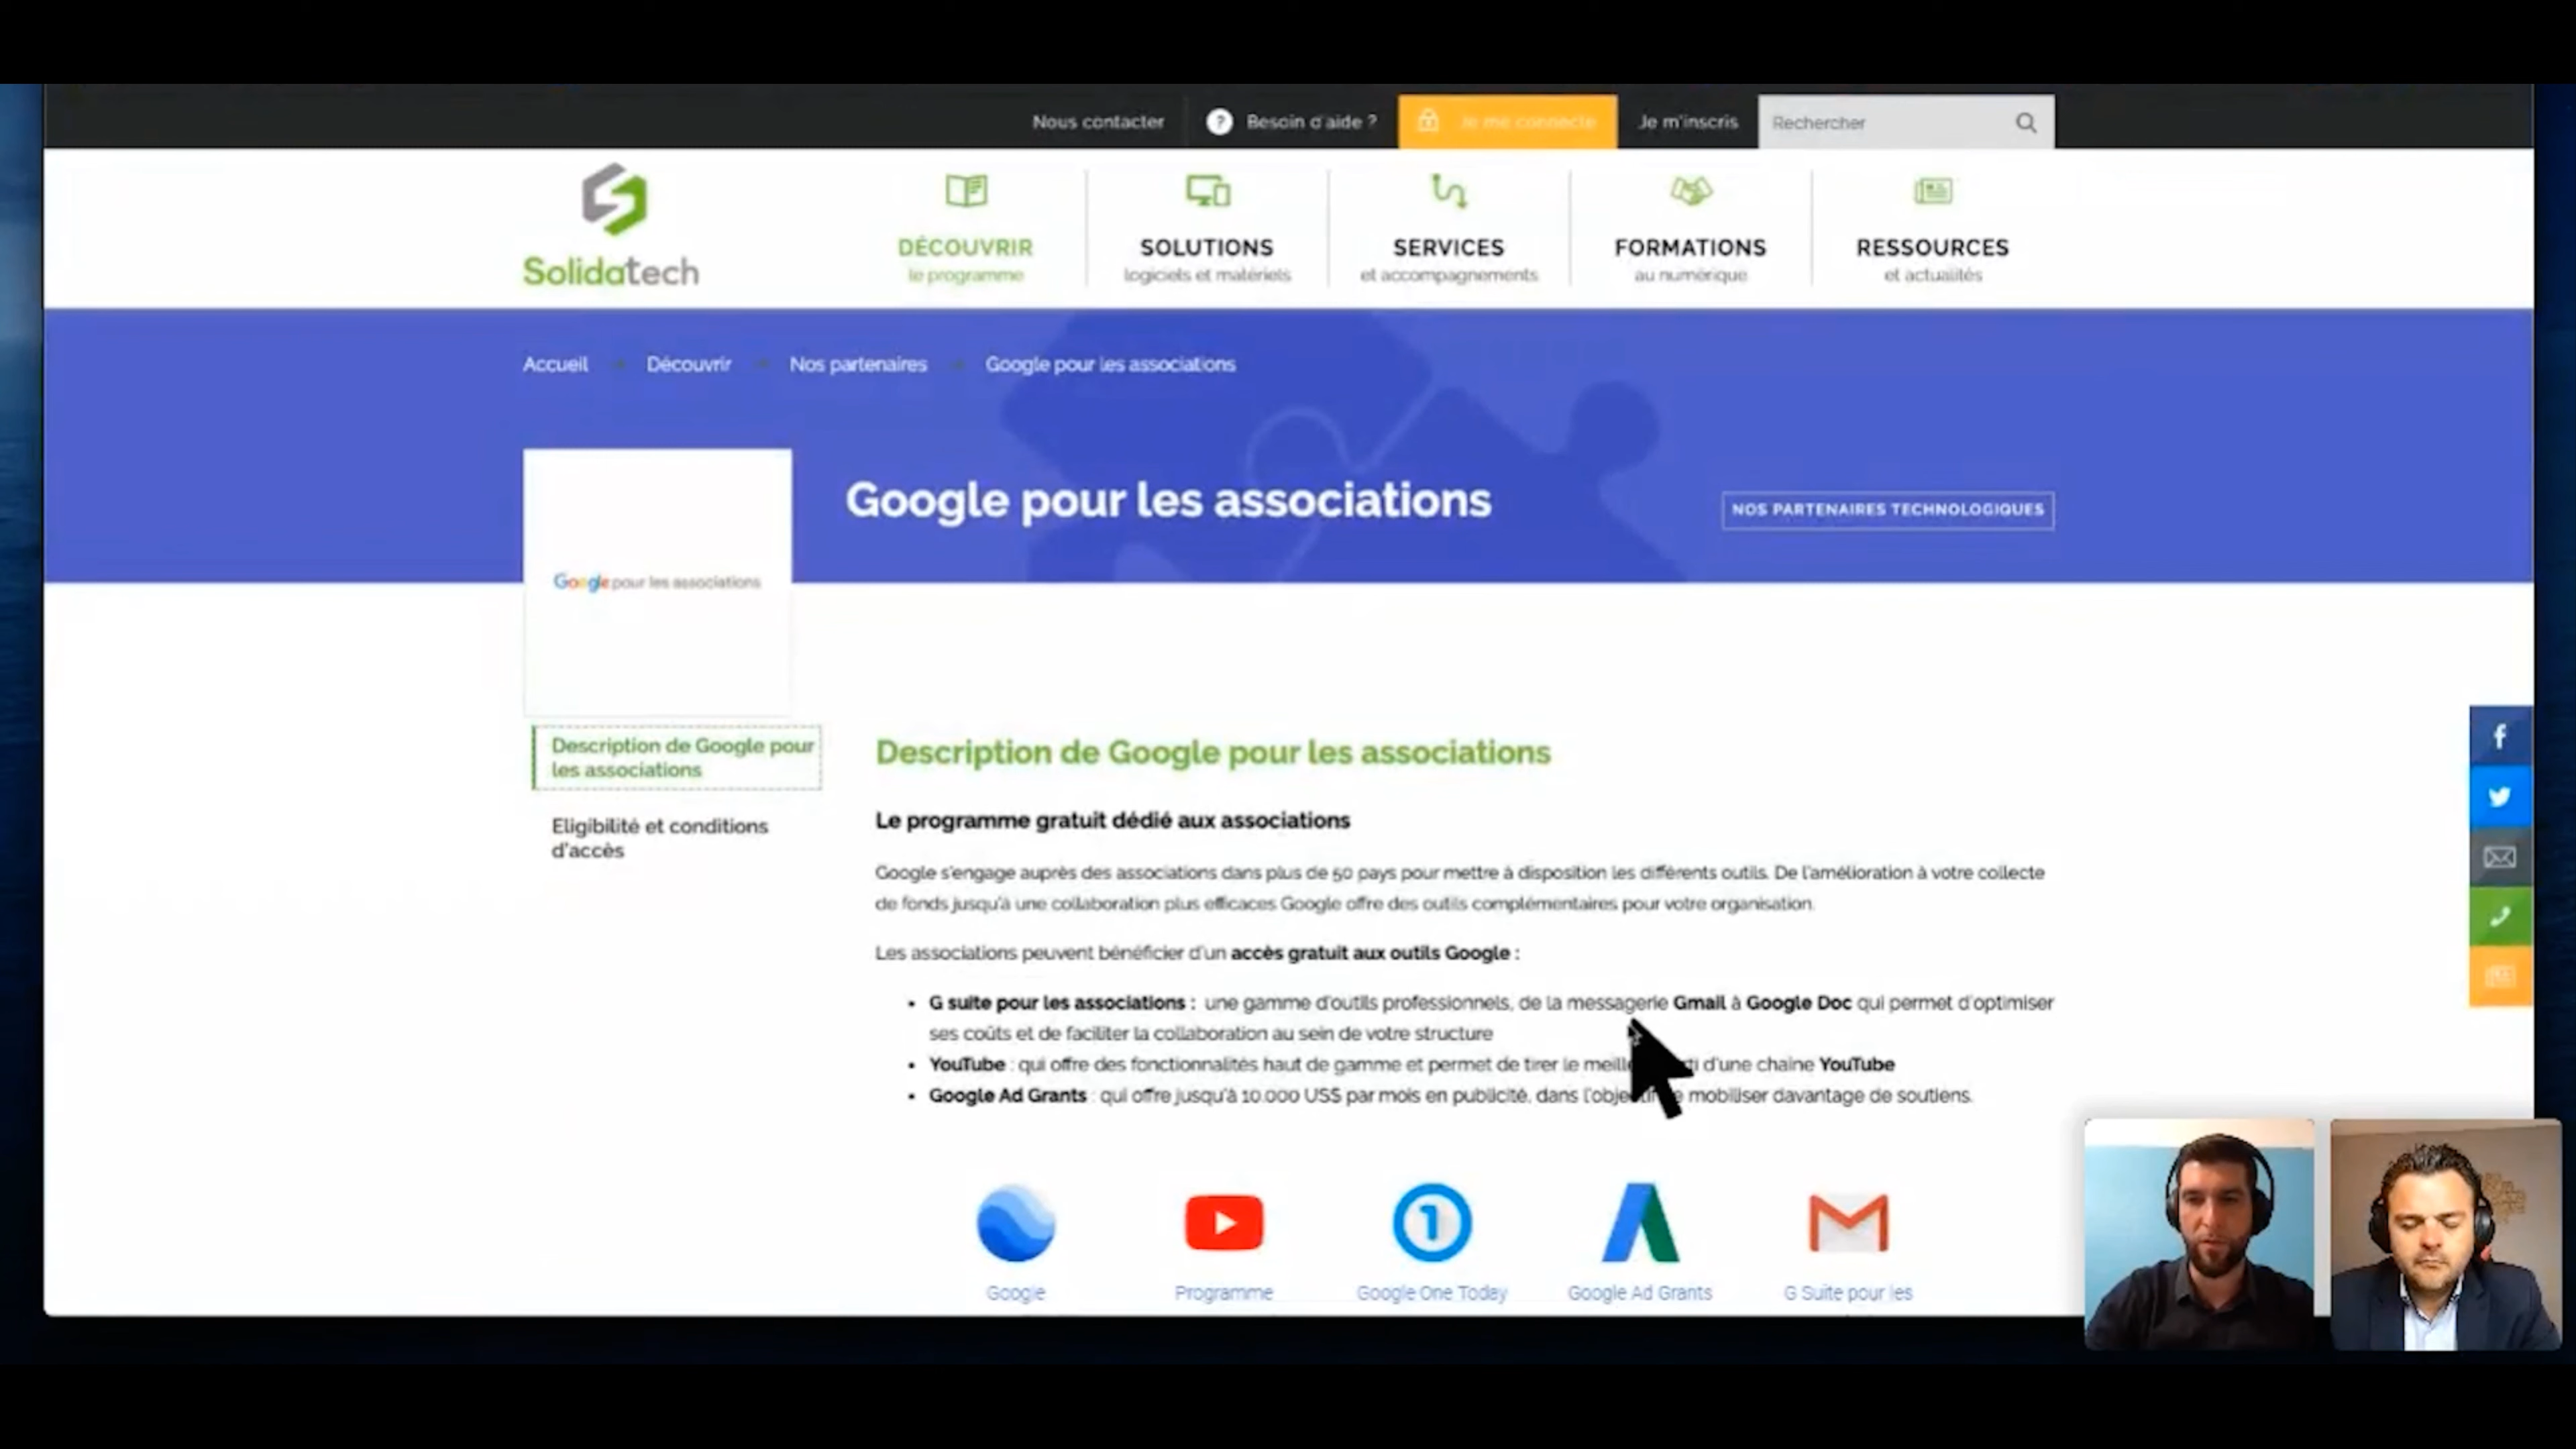 Nous contacter
? Besoin d'aide ?
Je me connecte
Je m'inscris
Rechercher
Solidatech
DÉCOUVRIR
le programme
SOLUTIONS
logiciels et matériels
SERVICES
et accompagnements
FORMATIONS
au numérique
RESSOURCES
et actualités
Accueil
Découvrir
Nos partenaires
Google pour les associations
Google pour les associations
NOS PARTENAIRES TECHNOLOGIQUES
Google pour les associations
Description de Google pour
les associations
Eligibilité et conditions
d'accès
Description de Google pour les associations
Le programme gratuit dédié aux associations
Google s'engage auprès des associations dans plus de 50 pays pour mettre à disposition les différents outils. De l'amélioration à votre collecte
de fonds jusqu'à une collaboration plus efficaces Google offre des outils complémentaires pour votre organisation.
Les associations peuvent bénéficier d'un accès gratuit aux outils Google :
• G suite pour les associations : une gamme d'outils professionnels, de la messagerie Gmail à Google Doc qui permet d'optimiser
ses coûts et de faciliter la collaboration au sein de votre structure
• YouTube : qui offre des fonctionnalités haut de gamme et permet de tirer le d'une chaîne YouTube
• Google Ad Grants : qui offre jusqu'à 10.000 US$ par mois en publicité, dans mobiliser davantage de soutiens.
Google
Programme
Google One Today
Google Ad Grants
G Suite pour les